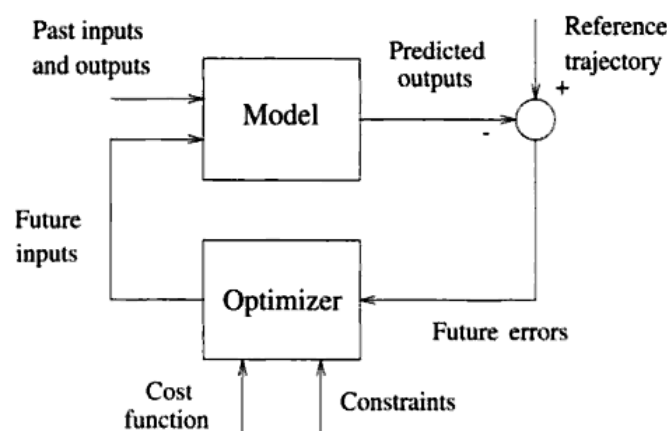 Past inputs
and outputs
Predicted
outputs
Reference
trajectory
+
-
Model
Future
inputs
Optimizer
Future errors
Cost
function
Constraints